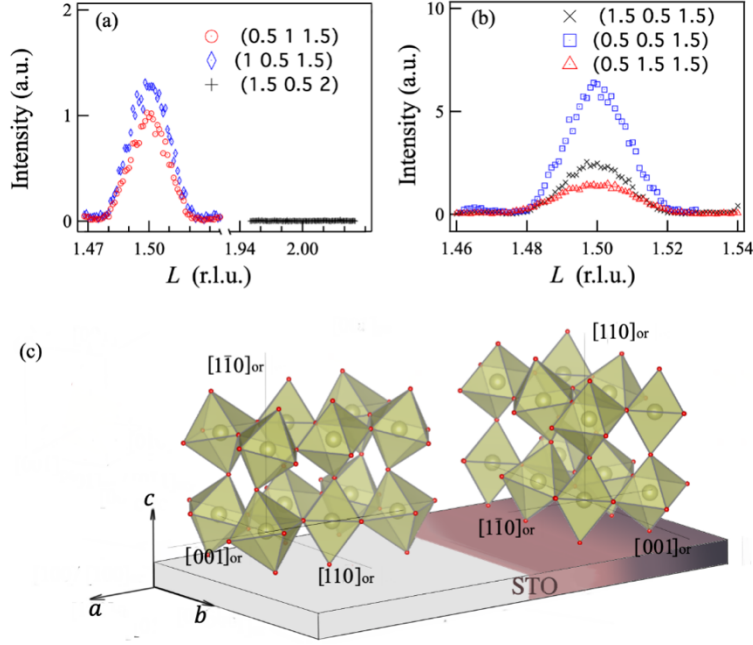 (a)
(0.5 1 1.5)
(1 0.5 1.5)
(1.5 0.5 2)
Intensity (a.u.)
2
1
0
1.47 1.50 1.94 2.00
L (r.l.u.)
(b)
(1.5 0.5 1.5)
(0.5 0.5 1.5)
(0.5 1.5 1.5)
Intensity (a.u.)
10
5
0
1.46 1.48 1.50 1.52 1.54
L (r.l.u.)
(c)
[11̄0]or
[110]or
c
a
b
[001]or
[110]or
[11̄0]or
[001]or
STO